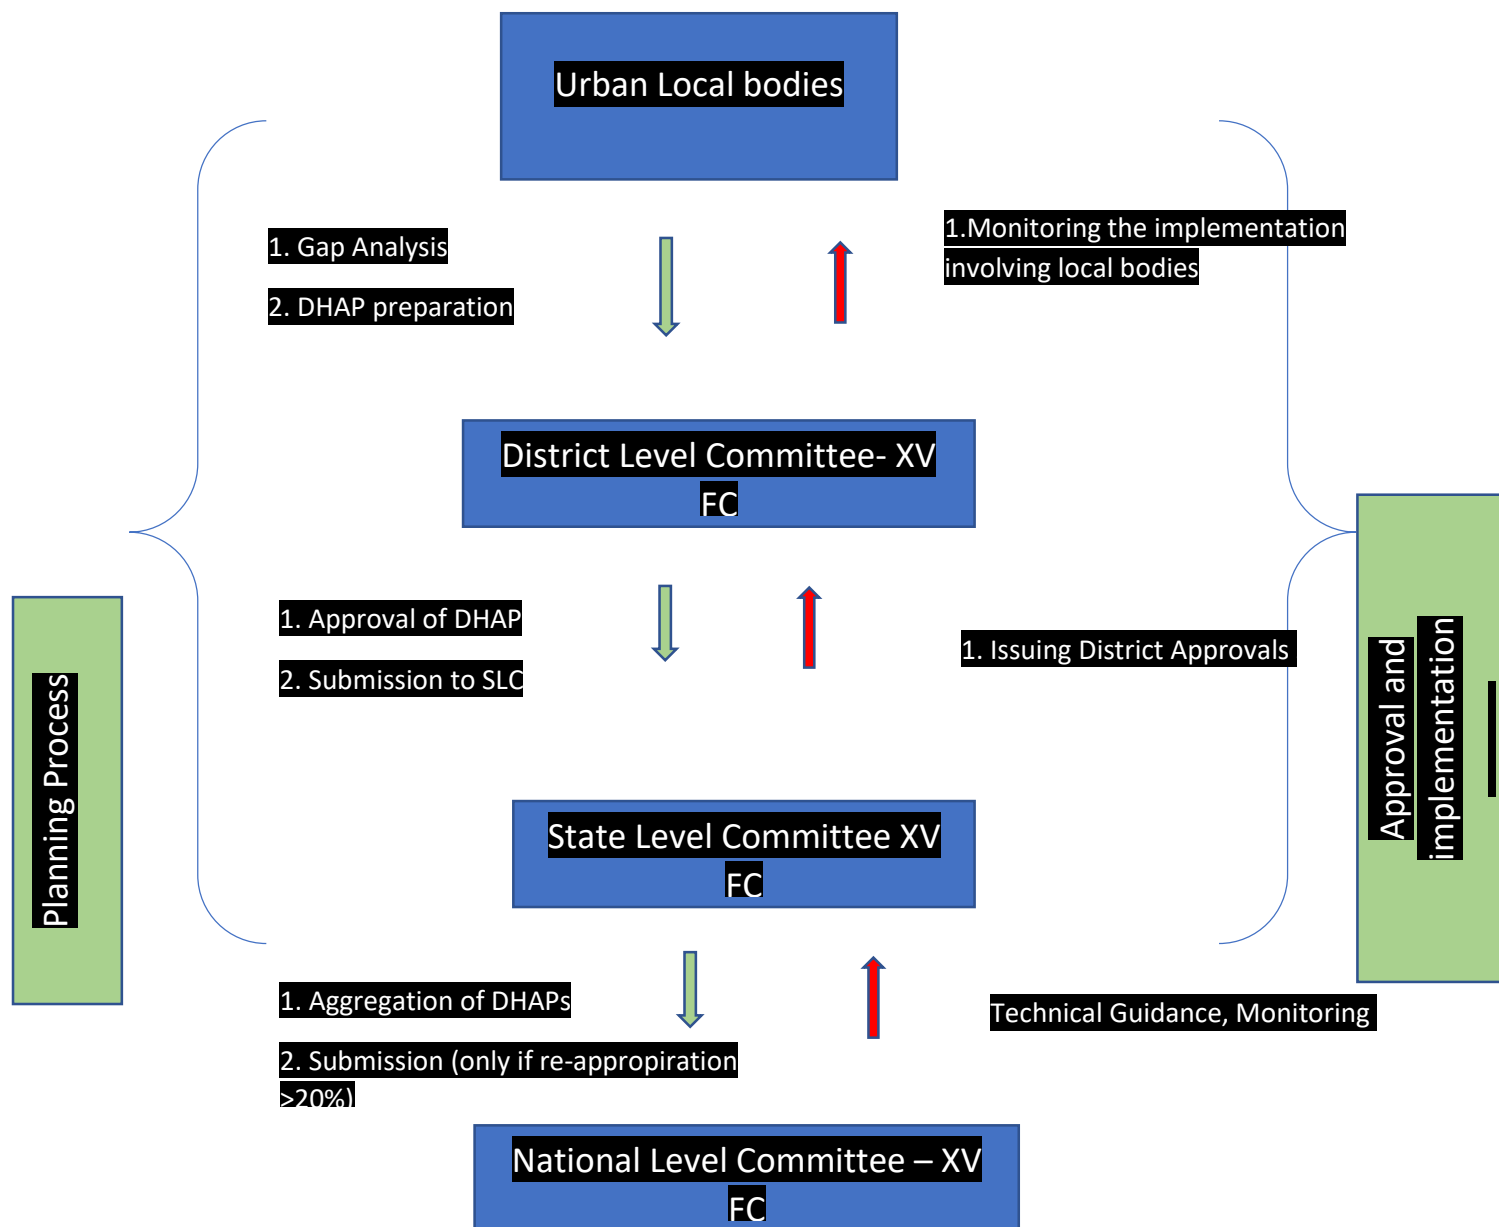 Urban Local bodies
1. Gap Analysis
2. DHAP preparation
1.Monitoring the implementation
involving local bodies
District Level Committee- XV
FC
1. Approval of DHAP
2. Submission to SLC
1. Issuing District Approvals
Planning Process
Approval and
implementation
State Level Committee XV
FC
1. Aggregation of DHAPs
2. Submission (only if re-appropiration
>20%)
Technical Guidance, Monitoring
National Level Committee – XV
FC